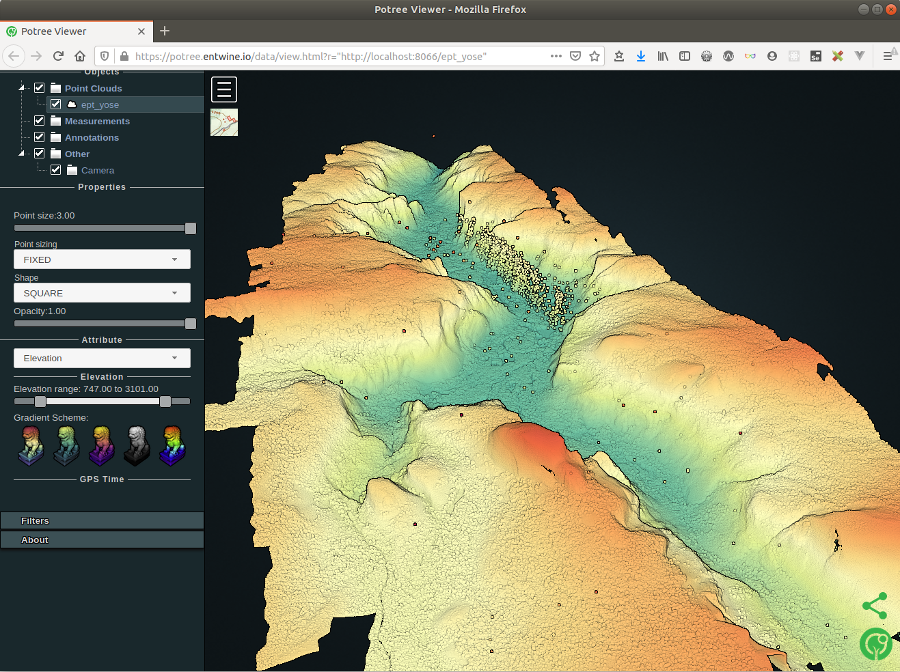 Potree Viewer - Mozilla Firefox
Potree Viewer
https://potree.entwine.io/data/view.html?r="http://localhost:8066/ept_yose"
Objects
Point Clouds
ept_yose
Measurements
Annotations
Other
Camera
Properties
Point size:3.00
Point sizing
FIXED
Shape
SQUARE
Opacity:1.00
Attribute
Elevation
Elevation
Elevation range: 747.00 to 3101.00
Gradient Scheme:
GPS Time
Filters
About